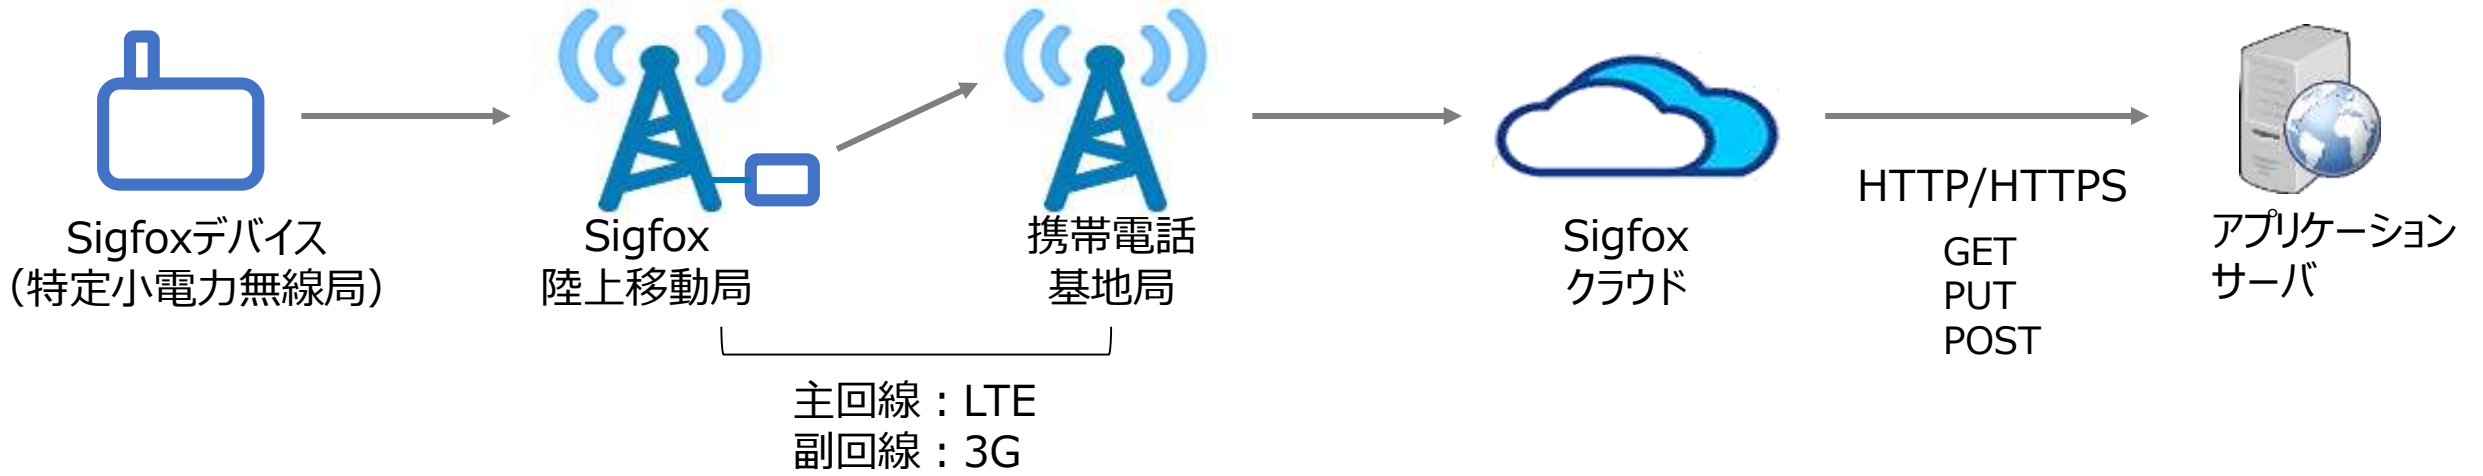 Sigfoxデバイス
（特定小電力無線局）
Sigfox
陸上移動局
携帯電話
基地局
主回線：LTE
副回線：3G
Sigfox
クラウド
HTTP/HTTPS
GET
PUT
POST
アプリケーション
サーバ